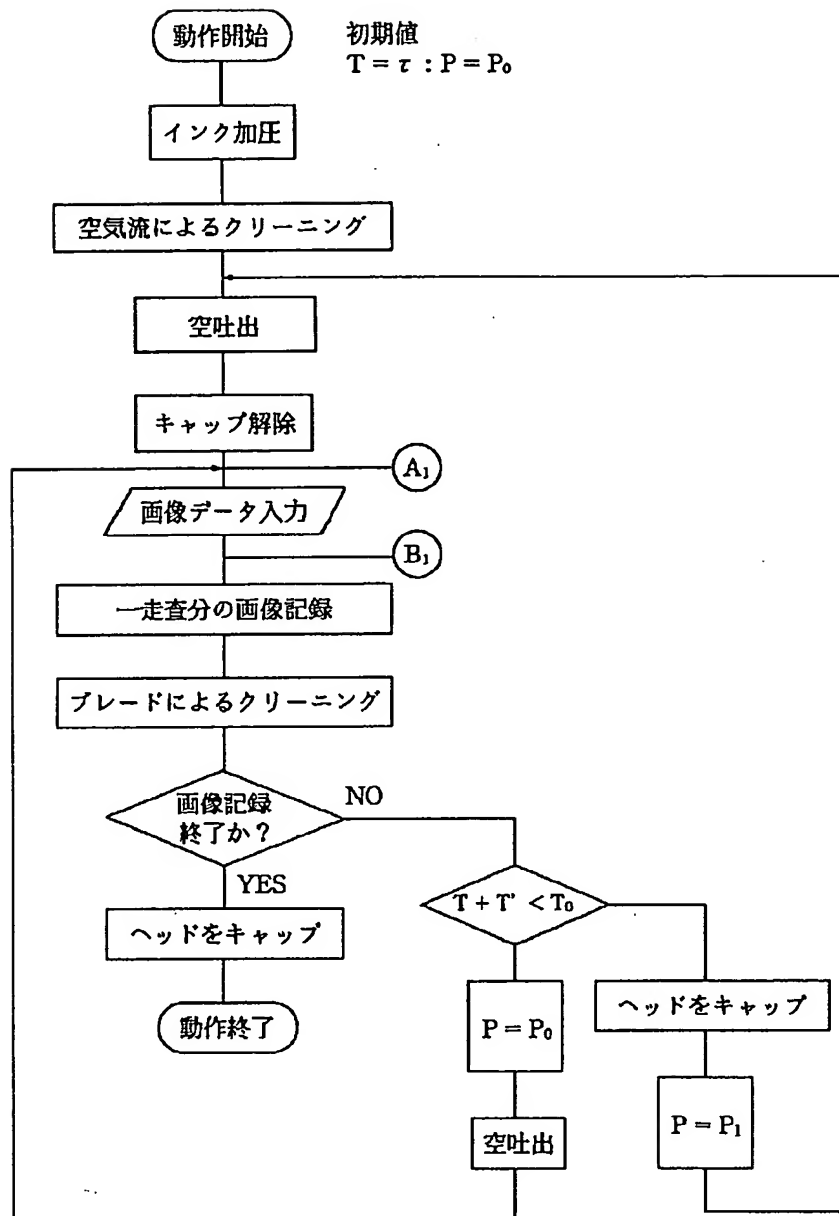 動作開始
初期値
T = τ : P = P₀
インク加圧
空気流によるクリーニング
空吐出
キャップ解除
A₁
画像データ入力
B₁
一走査分の画像記録
ブレードによるクリーニング
画像記録
終了か?
NO
YES
T + T' < T₀
ヘッドをキャップ
動作終了
P = P₀
空吐出
ヘッドをキャップ
P = P₁